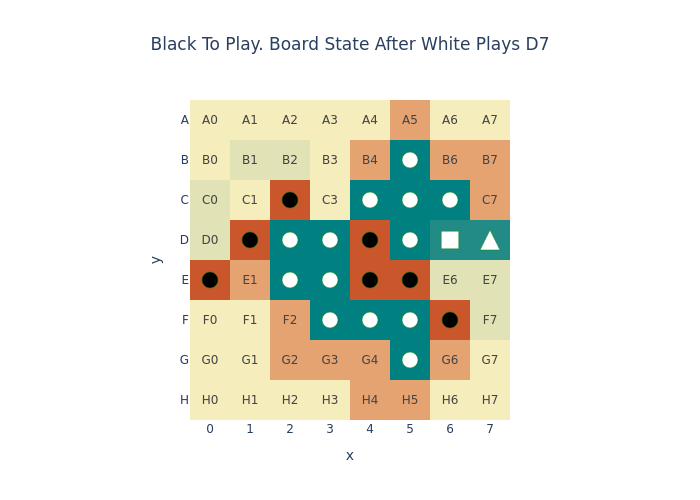 Black To Play. Board State After White Plays D7
A A0 A1 A2 A3 A4 A5 A6 A7
B B0 B1 B2 B3 B4 B6 B7
C C0 C1 C3 C7
D D0
E E1 E6 E7
F F0 F1 F2 F7
G G0 G1 G2 G3 G4 G6 G7
H H0 H1 H2 H3 H4 H5 H6 H7
0 1 2 3 4 5 6 7
x
y